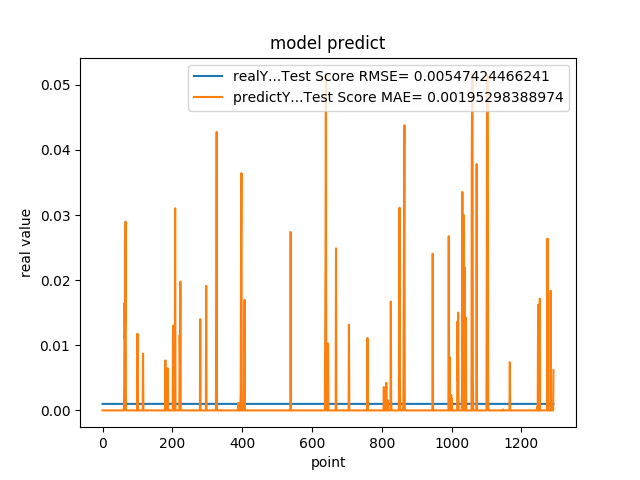 model predict
realY...Test Score RMSE= 0.00547424466241
predictY...Test Score MAE= 0.00195298388974
0.05
0.04
0.03
0.02
0.01
0.00
real value
0 200 400 600 800 1000 1200
point